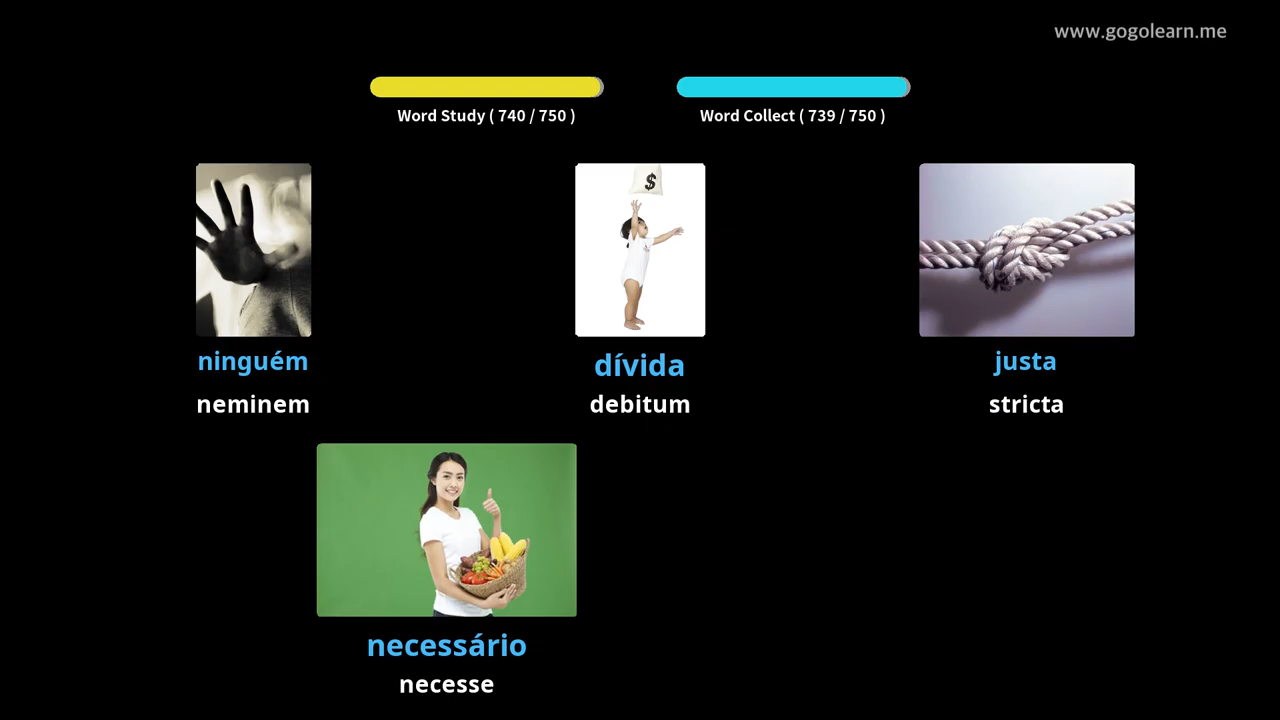 www.gogolearn.me
Word Study ( 740 / 750 )
Word Collect ( 739 / 750 )
$
ninguém
dívida
justa
neminem
debitum
stricta
necessário
necesse